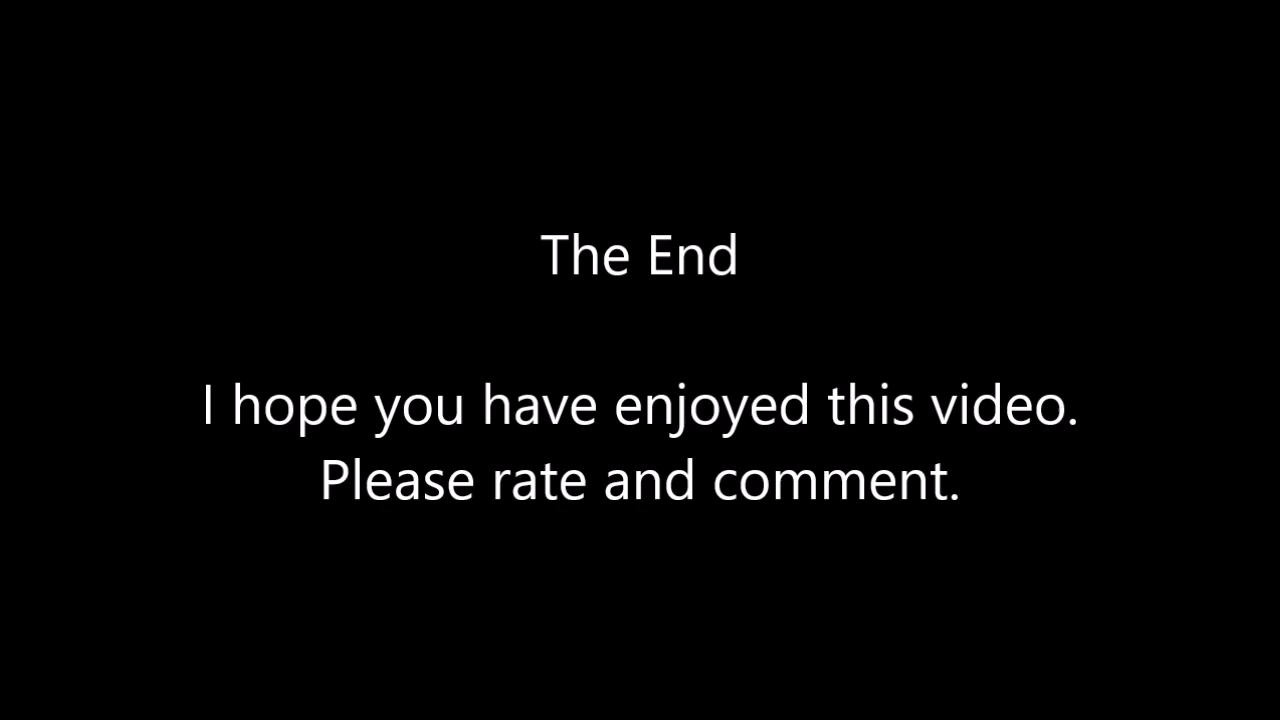 The End
I hope you have enjoyed this video.
Please rate and comment.